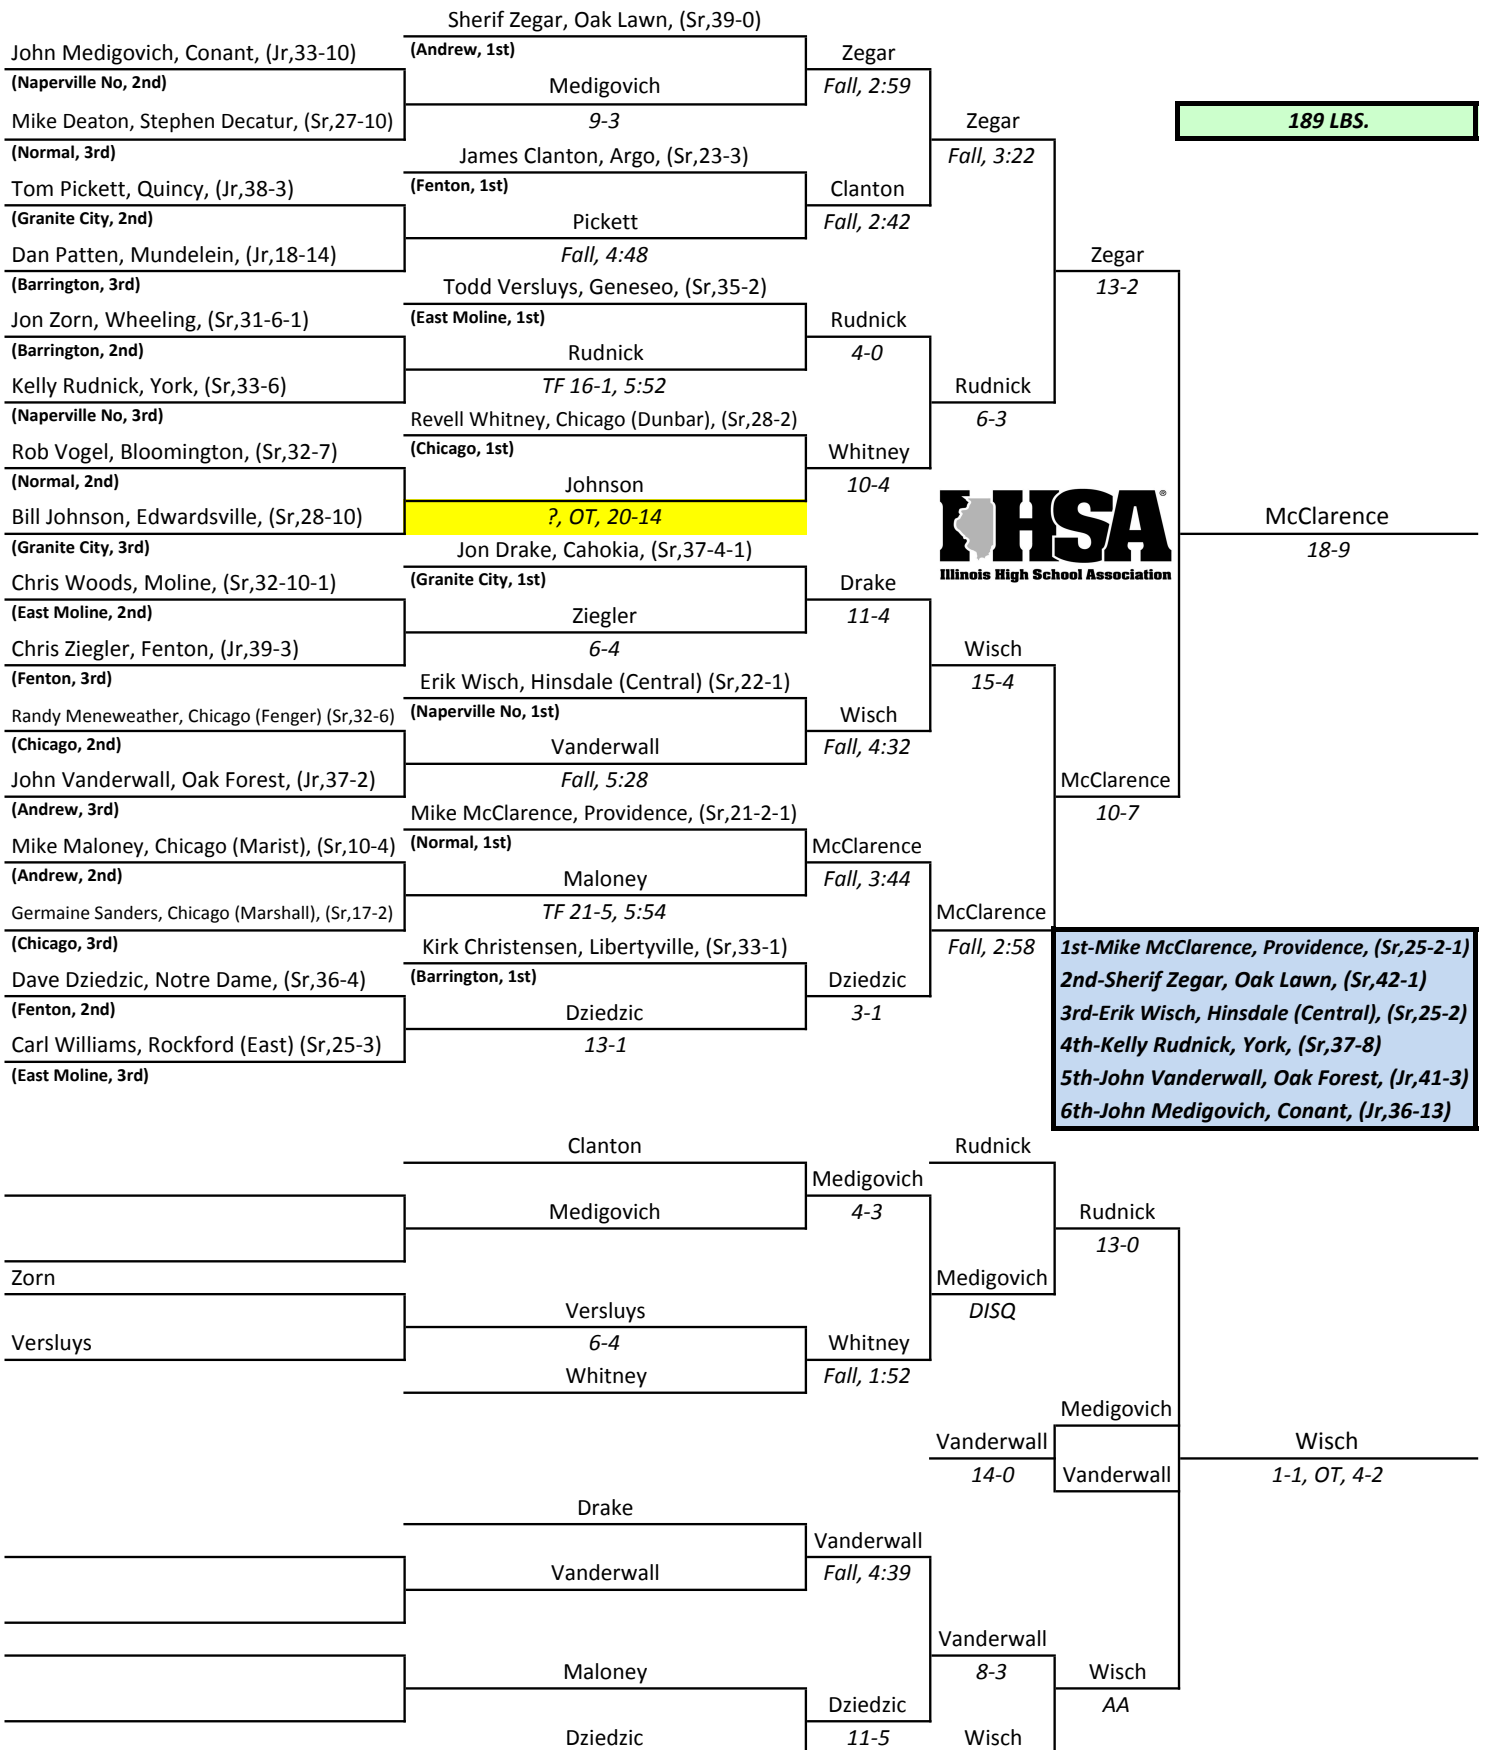 Sherif Zegar, Oak Lawn, (Sr,39-0)
John Medigovich, Conant, (Jr,33-10)
(Andrew, 1st)
Zegar
(Naperville No, 2nd)
Medigovich
Fall, 2:59
Mike Deaton, Stephen Decatur, (Sr,27-10)
9-3
Zegar
189 LBS.
(Normal, 3rd)
James Clanton, Argo, (Sr,23-3)
Fall, 3:22
Tom Pickett, Quincy, (Jr,38-3)
(Fenton, 1st)
Clanton
(Granite City, 2nd)
Pickett
Fall, 2:42
Dan Patten, Mundelein, (Jr,18-14)
Fall, 4:48
Zegar
(Barrington, 3rd)
Todd Versluys, Geneseo, (Sr,35-2)
13-2
Jon Zorn, Wheeling, (Sr,31-6-1)
(East Moline, 1st)
Rudnick
(Barrington, 2nd)
Rudnick
4-0
Kelly Rudnick, York, (Sr,33-6)
TF 16-1, 5:52
Rudnick
(Naperville No, 3rd)
Revell Whitney, Chicago (Dunbar), (Sr,28-2)
6-3
Rob Vogel, Bloomington, (Sr,32-7)
(Chicago, 1st)
Whitney
(Normal, 2nd)
Johnson
10-4
Bill Johnson, Edwardsville, (Sr,28-10)
?, OT, 20-14
IHSA®
McClarence
(Granite City, 3rd)
Jon Drake, Cahokia, (Sr,37-4-1)
18-9
Chris Woods, Moline, (Sr,32-10-1)
(Granite City, 1st)
Drake
Illinois High School Association
(East Moline, 2nd)
Ziegler
11-4
Chris Ziegler, Fenton, (Jr,39-3)
6-4
Wisch
(Fenton, 3rd)
Erik Wisch, Hinsdale (Central) (Sr,22-1)
15-4
Randy Meneweather, Chicago (Fenger) (Sr,32-6)
(Naperville No, 1st)
Wisch
(Chicago, 2nd)
Vanderwall
Fall, 4:32
John Vanderwall, Oak Forest, (Jr,37-2)
Fall, 5:28
McClarence
(Andrew, 3rd)
Mike McClarence, Providence, (Sr,21-2-1)
10-7
Mike Maloney, Chicago (Marist), (Sr,10-4)
(Normal, 1st)
McClarence
(Andrew, 2nd)
Maloney
Fall, 3:44
Germaine Sanders, Chicago (Marshall), (Sr,17-2)
TF 21-5, 5:54
McClarence
(Chicago, 3rd)
Kirk Christensen, Libertyville, (Sr,33-1)
Fall, 2:58
1st-Mike McClarence, Providence, (Sr,25-2-1)
Dave Dziedzic, Notre Dame, (Sr,36-4)
(Barrington, 1st)
Dziedzic
2nd-Sherif Zegar, Oak Lawn, (Sr,42-1)
(Fenton, 2nd)
Dziedzic
3-1
3rd-Erik Wisch, Hinsdale (Central), (Sr,25-2)
Carl Williams, Rockford (East) (Sr,25-3)
13-1
4th-Kelly Rudnick, York, (Sr,37-8)
(East Moline, 3rd)
5th-John Vanderwall, Oak Forest, (Jr,41-3)
6th-John Medigovich, Conant, (Jr,36-13)
Clanton
Rudnick
Medigovich
Medigovich
4-3
Rudnick
13-0
Zorn
Medigovich
Versluys
DISQ
Versluys
6-4
Whitney
Whitney
Fall, 1:52
Medigovich
Vanderwall
Wisch
14-0
Vanderwall
1-1, OT, 4-2
Drake
Vanderwall
Vanderwall
Fall, 4:39
Vanderwall
Maloney
8-3
Wisch
Dziedzic
AA
Dziedzic
11-5
Wisch